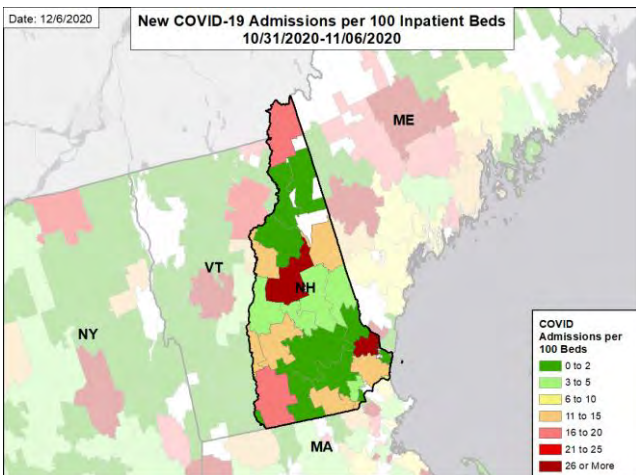 Date: 12/6/2020
New COVID-19 Admissions per 100 Inpatient Beds
10/31/2020-11/06/2020
ME
VT
NH
NY
MA
COVID
Admissions per
100 Beds
0 to 2
3 to 5
6 to 10
11 to 15
16 to 20
21 to 25
26 or More